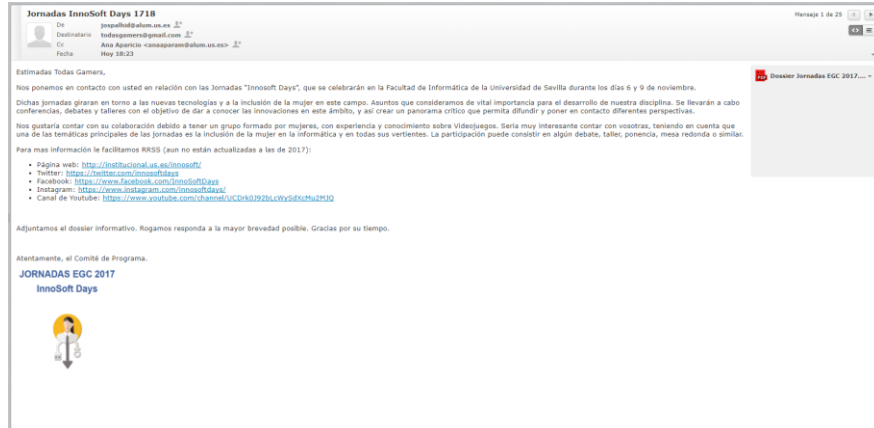 Jornadas InnoSoft Days 1718
Mensaje 1 de 25
De jospalhid@alum.us.es
Destinatario todasgamers@gmail.com
Cc Ana Aparicio <anaaparam@alum.us.es>
Fecha Hoy 18:23
Dossier Jornadas EGC 2017....
Estimadas Todas Gamers,
Nos ponemos en contacto con usted en relación con las Jornadas "Innosoft Days", que se celebrarán en la Facultad de Informática de la Universidad de Sevilla durante los días 6 y 9 de noviembre.
Dichas jornadas giraran en torno a las nuevas tecnologías y a la inclusión de la mujer en este campo. Asuntos que consideramos de vital importancia para el desarrollo de nuestra disciplina. Se llevarán a cabo
conferencias, debates y talleres con el objetivo de dar a conocer las innovaciones en este ámbito, y así crear un panorama crítico que permita difundir y poner en contacto diferentes perspectivas.
Nos gustaría contar con su colaboración debido a tener un grupo formado por mujeres, con experiencia y conocimiento sobre Videojuegos. Sería muy interesante contar con vosotras, teniendo en cuenta que
una de las temáticas principales de las jornadas es la inclusión de la mujer en la informática y en todas sus vertientes. La participación puede consistir en algún debate, taller, ponencia, mesa redonda o similar.
Para mas información le facilitamos RRSS (aun no están actualizadas a las de 2017):
• Página web: http://institucional.us.es/innosoft/
• Twitter: https://twitter.com/innosoftdays
• Facebook: https://www.facebook.com/InnoSoftDays
• Instagram: https://www.instagram.com/innosoftdays/
• Canal de Youtube: https://www.youtube.com/channel/UCDrk0J92bLcWySdXcMu2MJQ
Adjuntamos el dossier informativo. Rogamos responda a la mayor brevedad posible. Gracias por su tiempo.
Atentamente, el Comité de Programa.
JORNADAS EGC 2017
InnoSoft Days